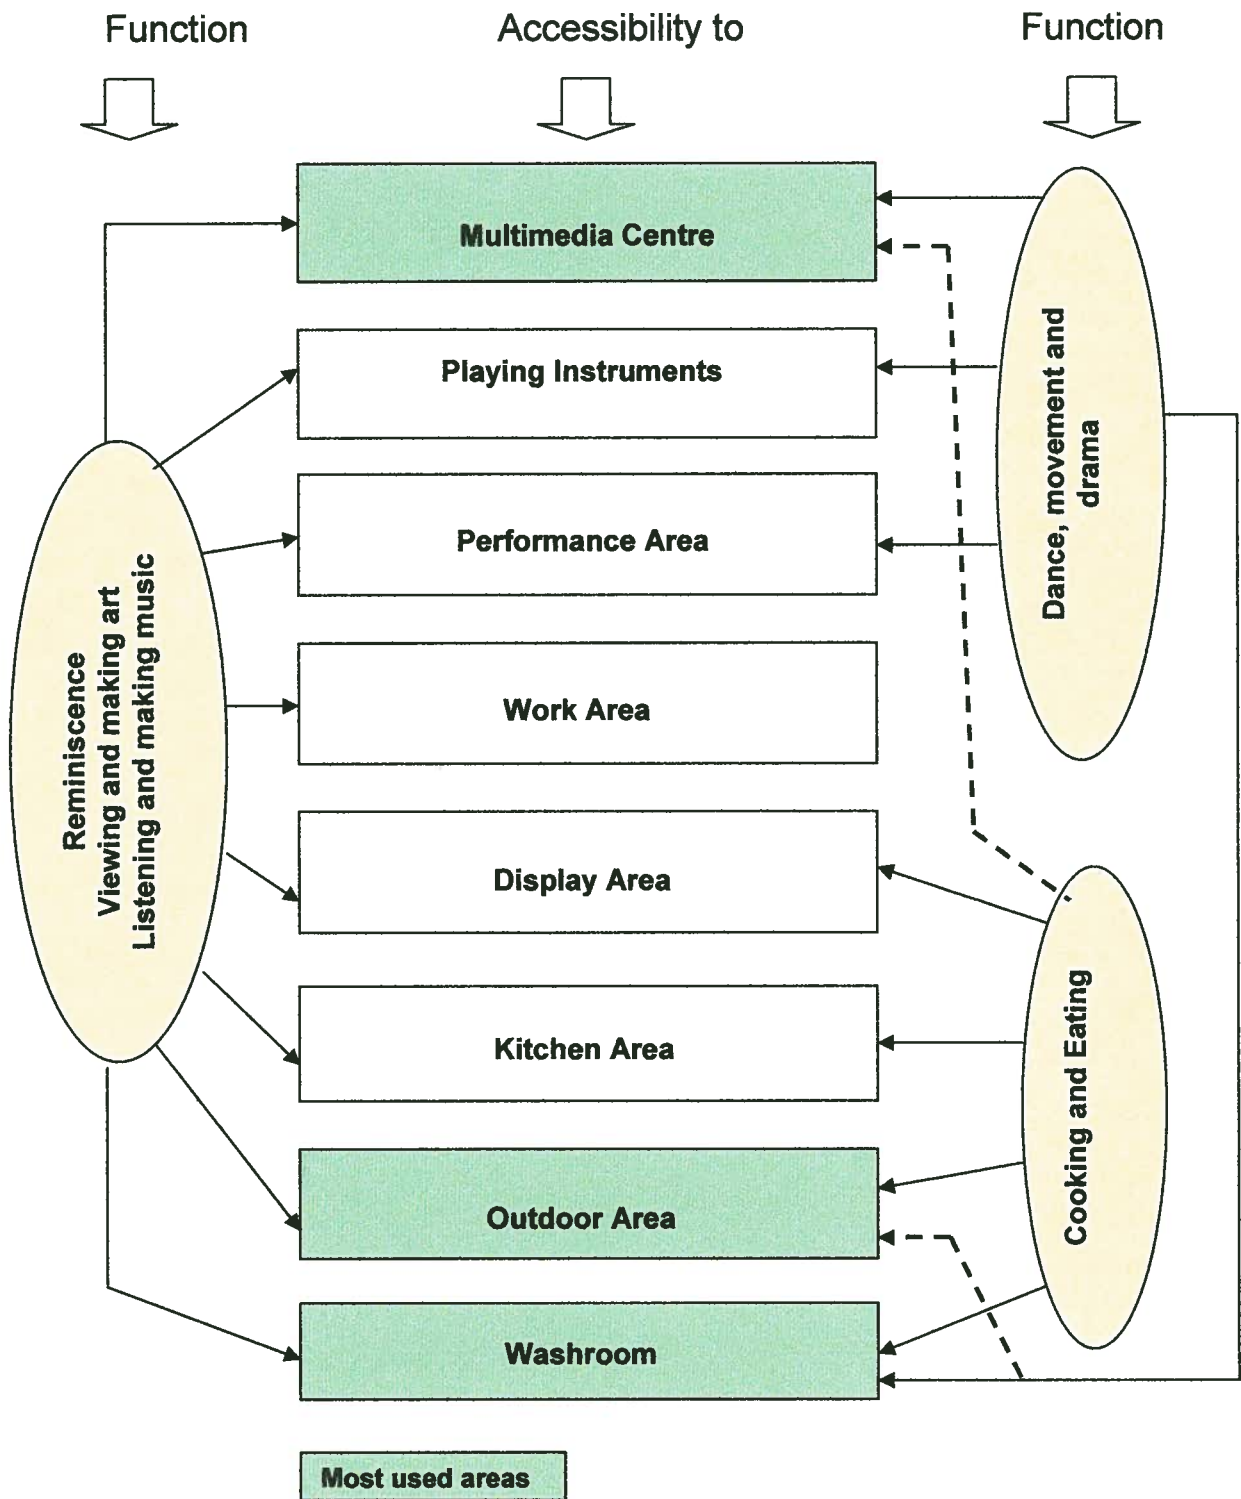 Function
Accessibility to
Function
Multimedia Centre
Playing Instruments
Performance Area
Work Area
Display Area
Kitchen Area
Outdoor Area
Washroom
Reminiscence
Viewing and making art
Listening and making music
Dance, movement and
drama
Cooking and Eating
Most used areas